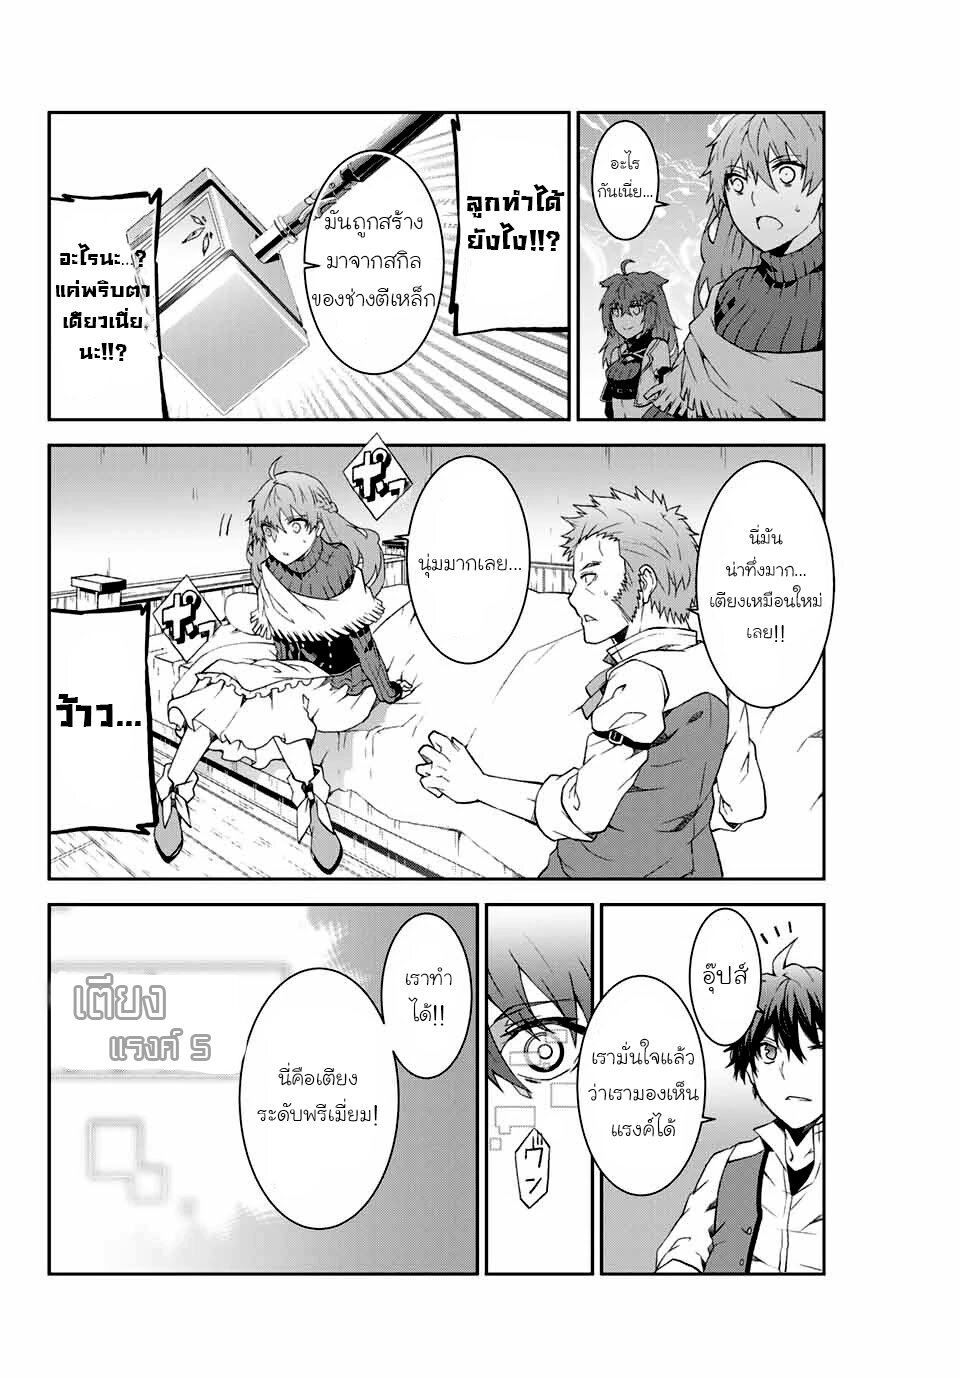 อะไร
กันเนี่ย...
ลูกทำได้
ยังไง!!?
มันถูกสร้าง
มาจากสกิล
ของช่างตีเหล็ก
อะไรนะ...?
แค่พริบตา
เดียวเนี่ย
นะ!!?
นี่มัน
น่าทึ่งมาก...
เตียงเหมือนใหม่
เลย!!
นุ่มมากเลย...
ポフッ
ポフッ
ว้าว...
อุ๊ปส์
เรามั่นใจแล้ว
ว่าเรามองเห็น
แรงค์ได้
ヴン
เราทำ
ได้!!
นี่คือเตียง
ระดับพรีเมี่ยม!
เตียง
แรงค์ S